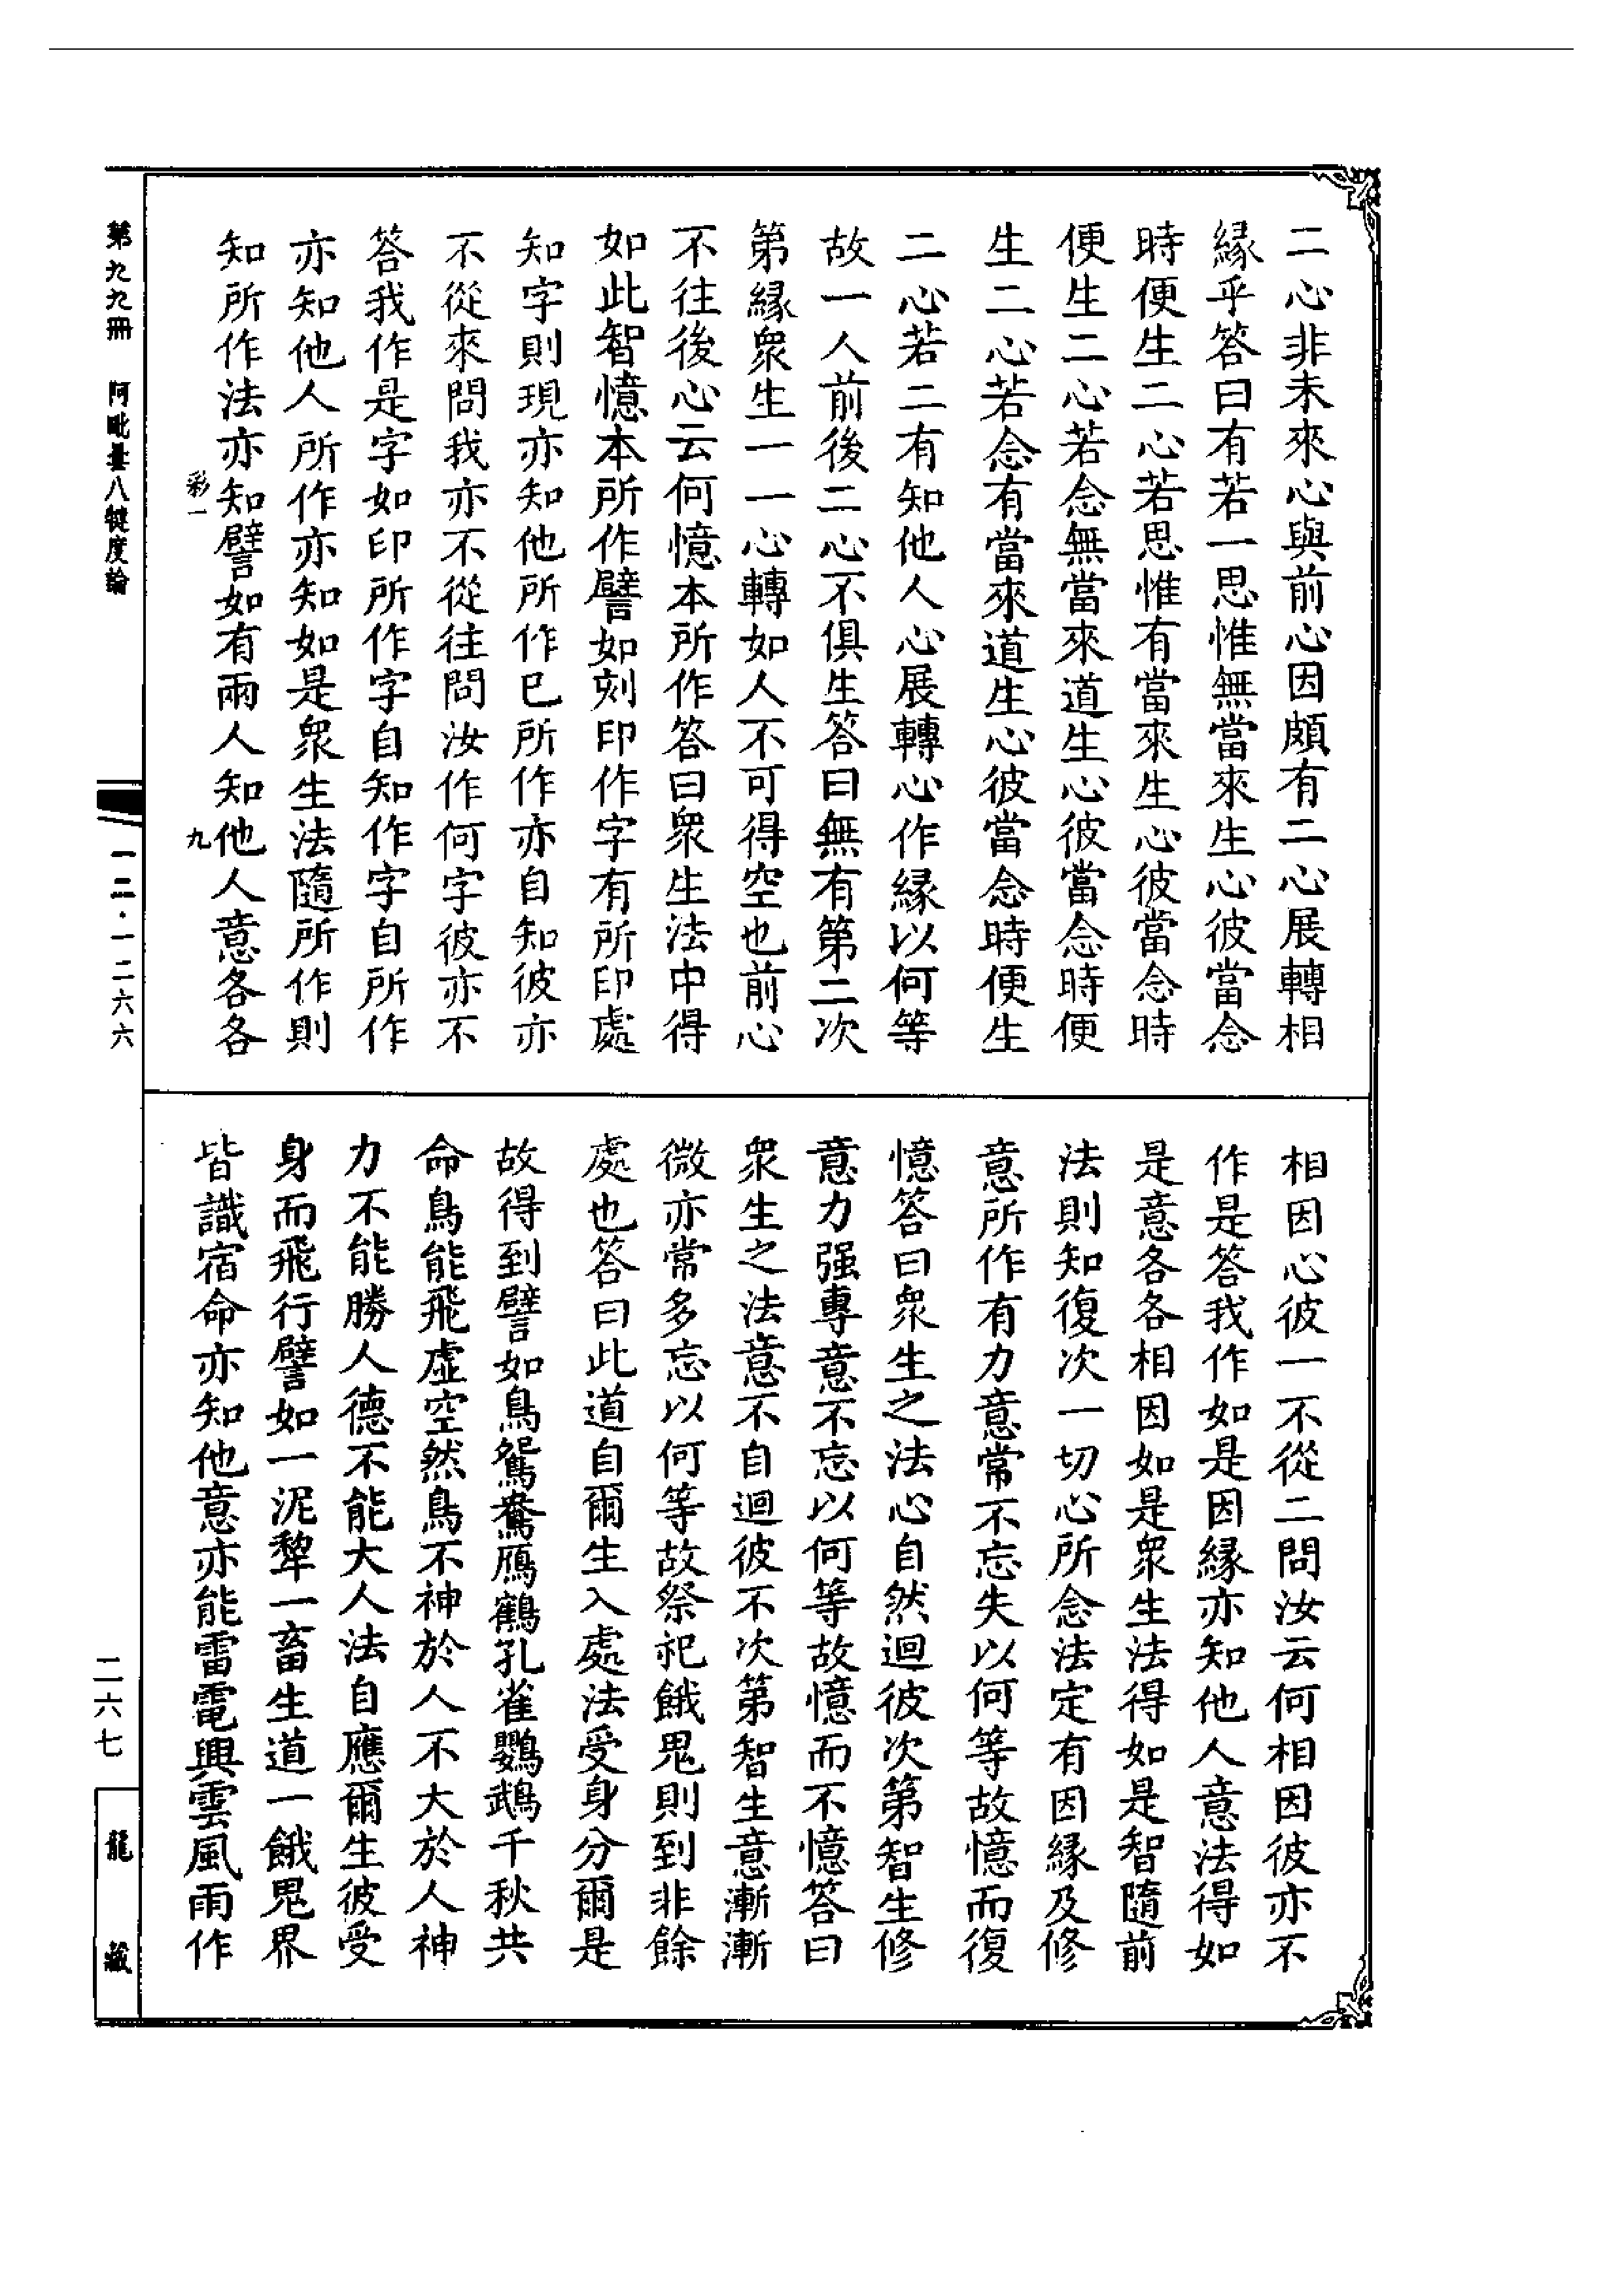 二心非未來心與前心因頗有二心展轉相
緣乎答曰有若一思惟無當來生心彼當念
時便生二心若思惟有當來生心彼當念時
便生二心若念無當來道生心彼當念時便
生二心若念有當來道生心彼當念時便生
二心若二有知他人心展轉心作緣以何等
故一人前後二心不俱生答曰無有第二次
第緣衆生一一心轉如人不可得空也前心
不往後心云何憶本所作答曰衆生法中得
如此智憶本所作譬如刻印作字有所印處
知字則現亦知他所作巳所作亦自知彼亦
不從來問我亦不從往問汝作何字彼亦不
答我作是字如印所作字自知作字自所作
亦知他人所作亦知如是衆生法隨所作則
知所作法亦知譬如有兩人知他人意各各
彩一
九
相因心彼一不從二問汝云何相因彼亦不
作是答我作如是因緣亦知他人意法得如
是意各各相因如是衆生法得如是智隨前
法則知復次一切心所念法定有因緣及修
意所作有力意常不忘失以何等故憶而復
憶答曰衆生之法心自然迴彼次第智生修
意力强專意不忘以何等故憶而不憶答曰
衆生之法意不自迴彼不次第智生意漸漸
微亦常多忘以何等故祭祀餓鬼則到非餘
處也答曰此道自爾生入處法受身分爾是
故得到譬如鳥鴛鴦鴈鶴孔雀鸚鵡千秋共
命鳥能飛虛空然鳥不神於人不大於人神
力不能勝人德不能大人法自應爾生彼受
身而飛行譬如一泥犂一畜生道一餓鬼界
皆識宿命亦知他意亦能雷電興雲風雨作
第九九冊 阿毗曇八犍度論
一二·一二六六
二六七
龍藏